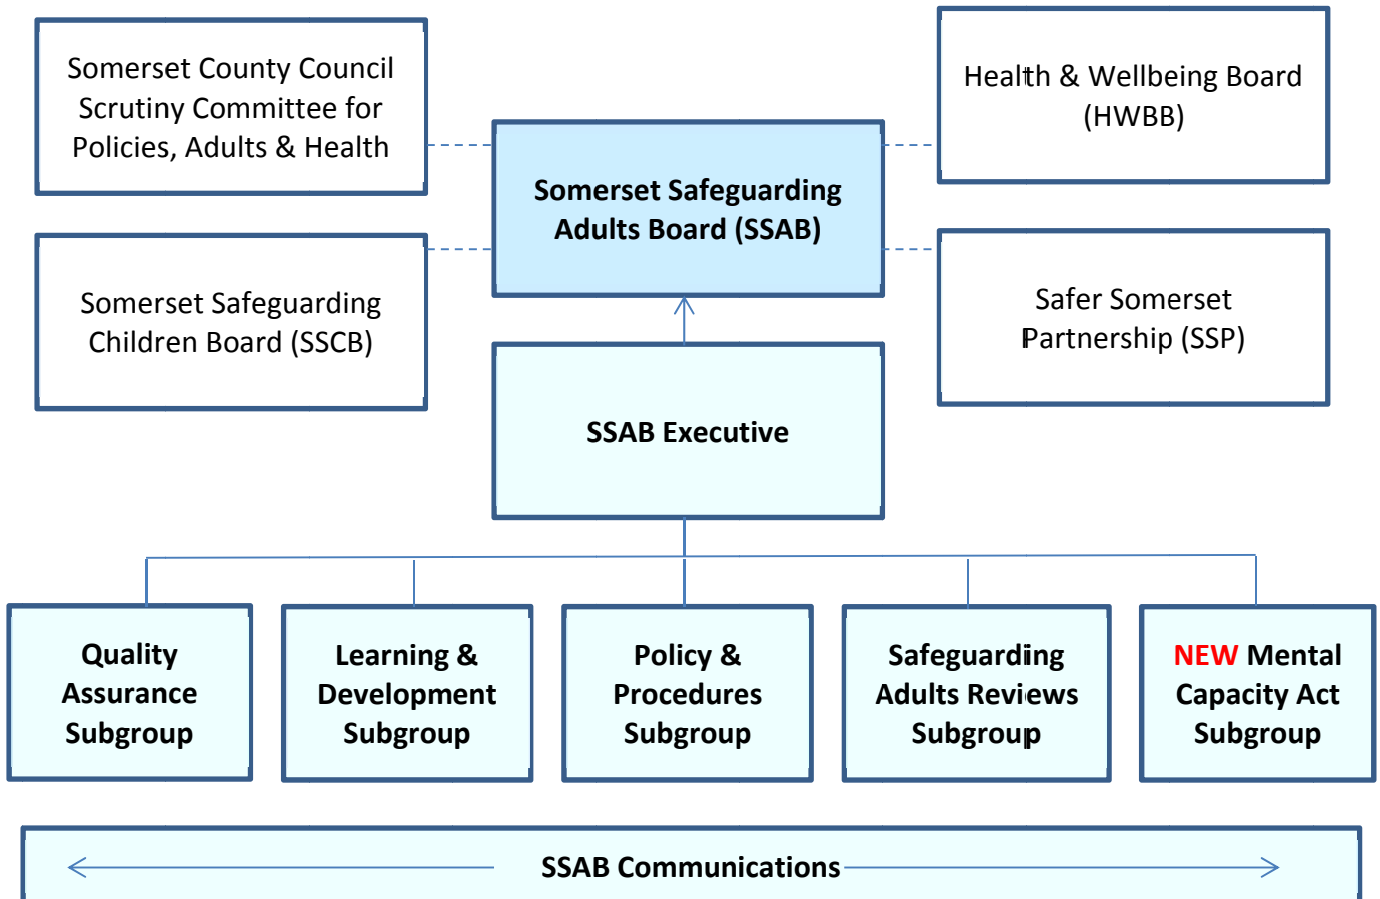 Somerset County Council
Scrutiny Committee for
Policies, Adults & Health
Health & Wellbeing Board
(HWBB)
Somerset Safeguarding
Adults Board (SSAB)
Somerset Safeguarding
Children Board (SSCB)
Safer Somerset
Partnership (SSP)
SSAB Executive
Quality
Assurance
Subgroup
Learning &
Development
Subgroup
Policy &
Procedures
Subgroup
Safeguarding
Adults Reviews
Subgroup
NEW Mental
Capacity Act
Subgroup
SSAB Communications